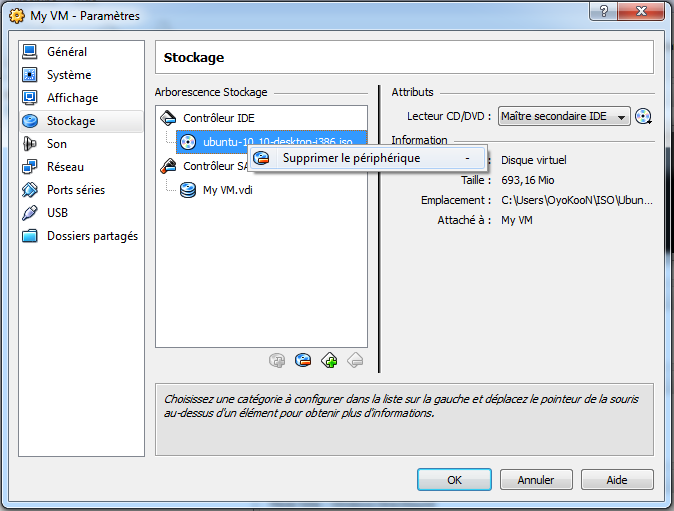 My VM - Paramètres
Général
Système
Affichage
Stockage
Son
Réseau
Ports séries
USB
Dossiers partagés
Stockage
Arborescence Stockage
Contrôleur IDE
ubuntu-10.10-desktop-i386.iso
Contrôleur SA
My VM.vdi
Supprimer le périphérique -
Attributs
Lecteur CD/DVD : Maître secondaire IDE
Information
: Disque virtuel
Taille : 693,16 Mio
Emplacement : C:\Users\OyoKooN\ISO\Ubun...
Attaché à : My VM
Choisissez une catégorie à configurer dans la liste sur la gauche et déplacez le pointeur de la souris
au-dessus d'un élément pour obtenir plus d'informations.
OK
Annuler
Aide